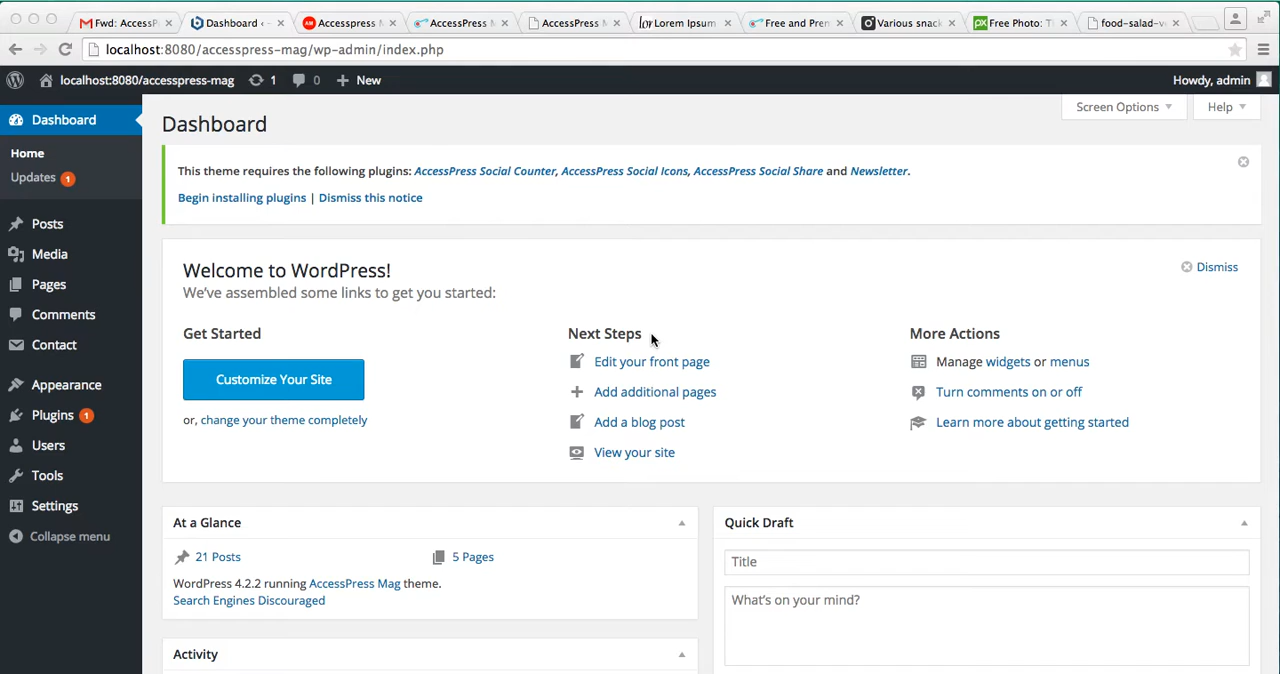 Fwd: AccessP
Dashboard ‹
Accesspress
AccessPress M
AccessPress M
Lorem Ipsum
Free and Pren
Various snack
Free Photo: Th
food-salad-ve
localhost:8080/accesspress-mag/wp-admin/index.php
localhost:8080/accesspress-mag 1 0 + New Howdy, admin
Dashboard
Home
Updates 1
Posts
Media
Pages
Comments
Contact
Appearance
Plugins 1
Users
Tools
Settings
Collapse menu
Screen Options
Help
Dashboard
This theme requires the following plugins: AccessPress Social Counter, AccessPress Social Icons, AccessPress Social Share and Newsletter.
Begin installing plugins | Dismiss this notice
Welcome to WordPress!
We've assembled some links to get you started:
Dismiss
Get Started
Customize Your Site
or, change your theme completely
Next Steps
Edit your front page
Add additional pages
Add a blog post
View your site
More Actions
Manage widgets or menus
Turn comments on or off
Learn more about getting started
At a Glance
21 Posts
5 Pages
WordPress 4.2.2 running AccessPress Mag theme.
Search Engines Discouraged
Activity
Quick Draft
Title
What's on your mind?